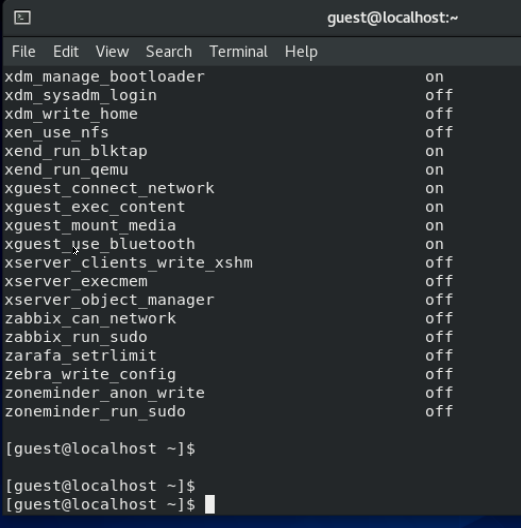 guest@localhost:~
File Edit View Search Terminal Help
xdm_manage_bootloader on
xdm_sysadm_login off
xdm_write_home off
xen_use_nfs off
xend_run_blktap on
xend_run_qemu on
xguest_connect_network on
xguest_exec_content on
xguest_mount_media on
xguest_use_bluetooth on
xserver_clients_write_xshm off
xserver_execmem off
xserver_object_manager off
zabbix_can_network off
zabbix_run_sudo off
zarafa_setrlimit off
zebra_write_config off
zoneminder_anon_write off
zoneminder_run_sudo off
[guest@localhost ~]$
[guest@localhost ~]$
[guest@localhost ~]$